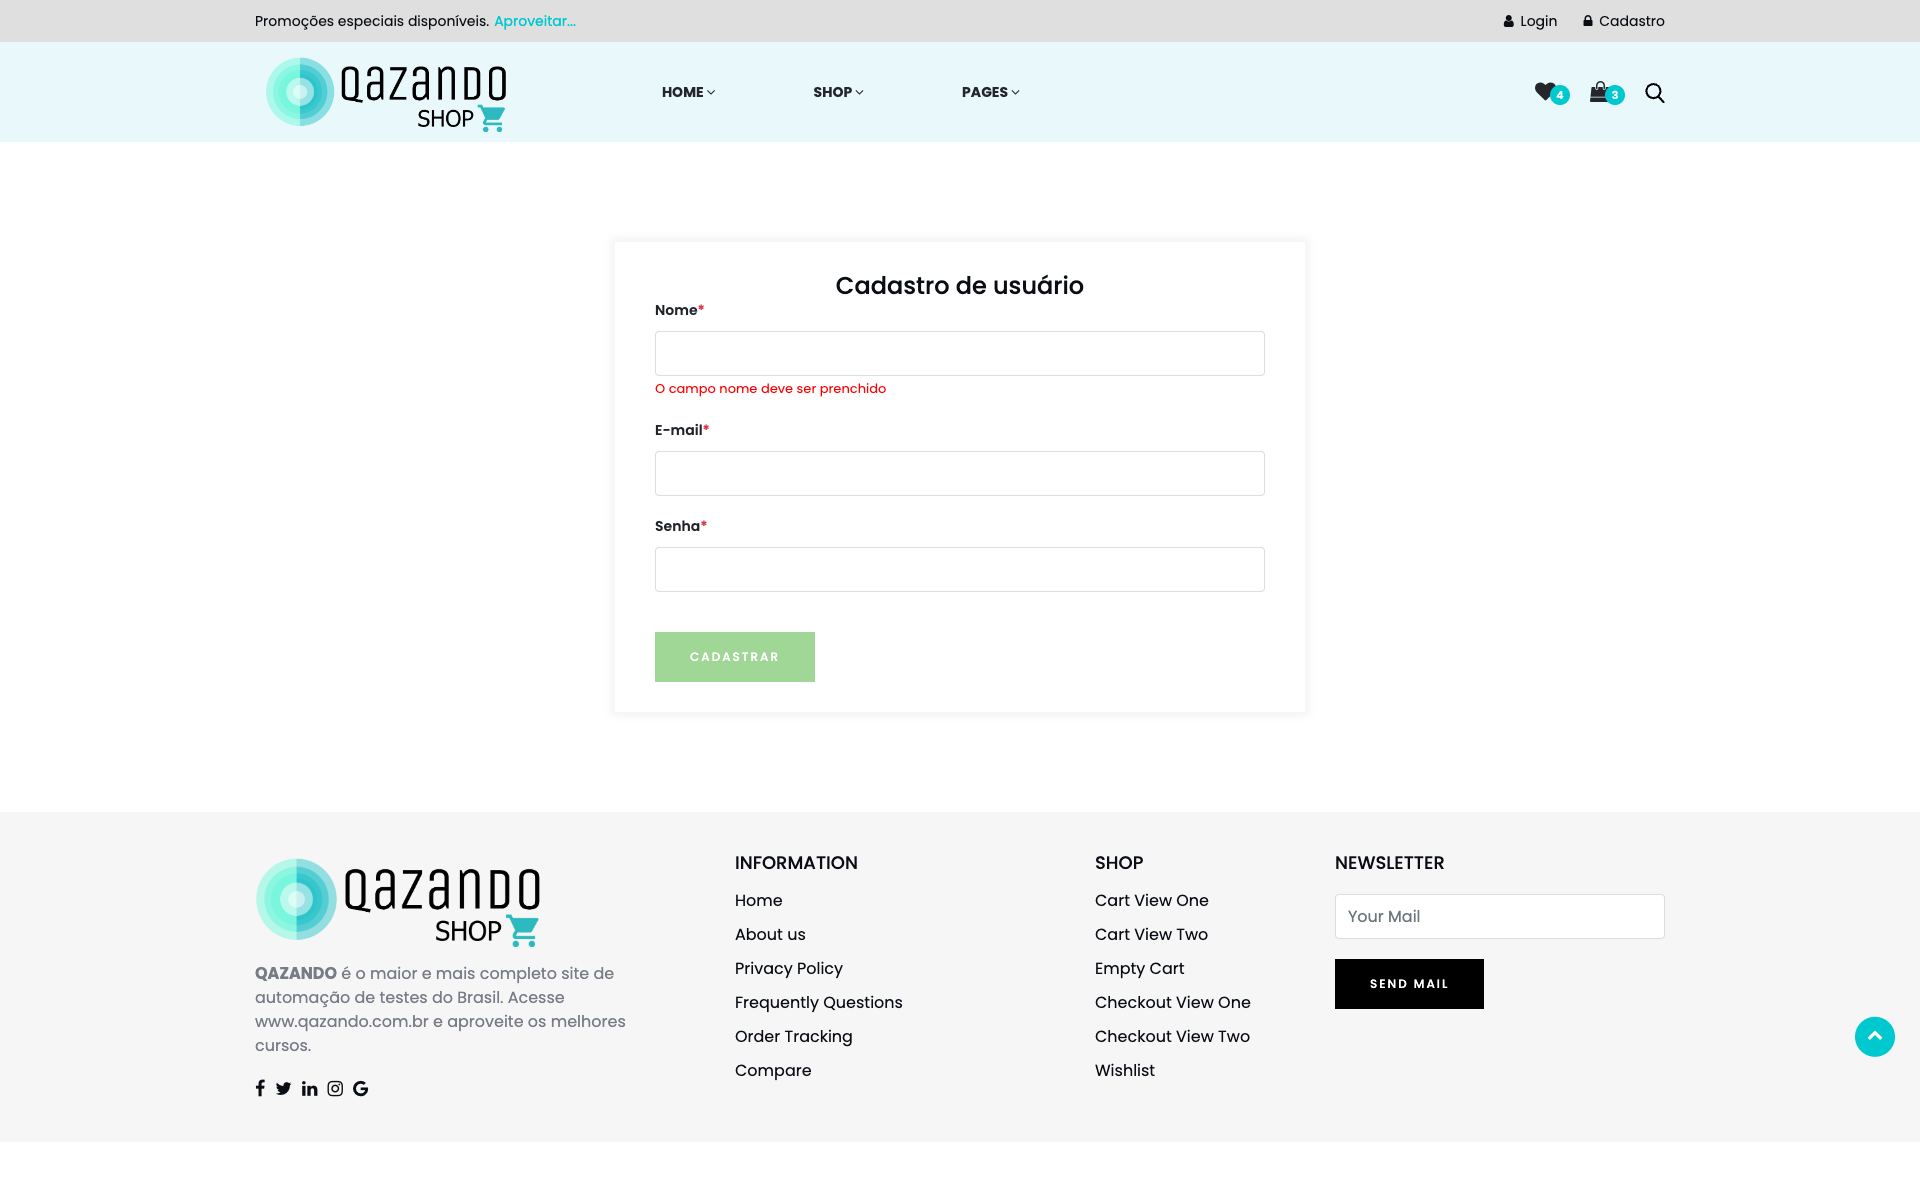 Promoções especiais disponíveis. Aproveitar...
Login
Cadastro
QAZANDO
SHOP
HOME
SHOP
PAGES
4
3
Cadastro de usuário
Nome*
O campo nome deve ser prenchido
E-mail*
Senha*
CADASTRAR
QAZANDO
SHOP
QAZANDO é o maior e mais completo site de
automação de testes do Brasil. Acesse
www.qazando.com.br e aproveite os melhores
cursos.
INFORMATION
Home
About us
Privacy Policy
Frequently Questions
Order Tracking
Compare
SHOP
Cart View One
Cart View Two
Empty Cart
Checkout View One
Checkout View Two
Wishlist
NEWSLETTER
Your Mail
SEND MAIL